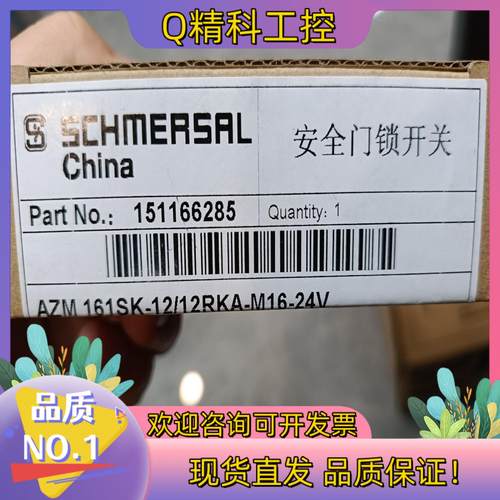 Q精科工控
SCHMERSAL
China
安全门锁开关
Part No.: 151166285 Quantity: 1
AZM 161SK-12/12RKA-M16-24V
品质
NO.1
欢迎咨询可开发票
现货直发 品质保证!